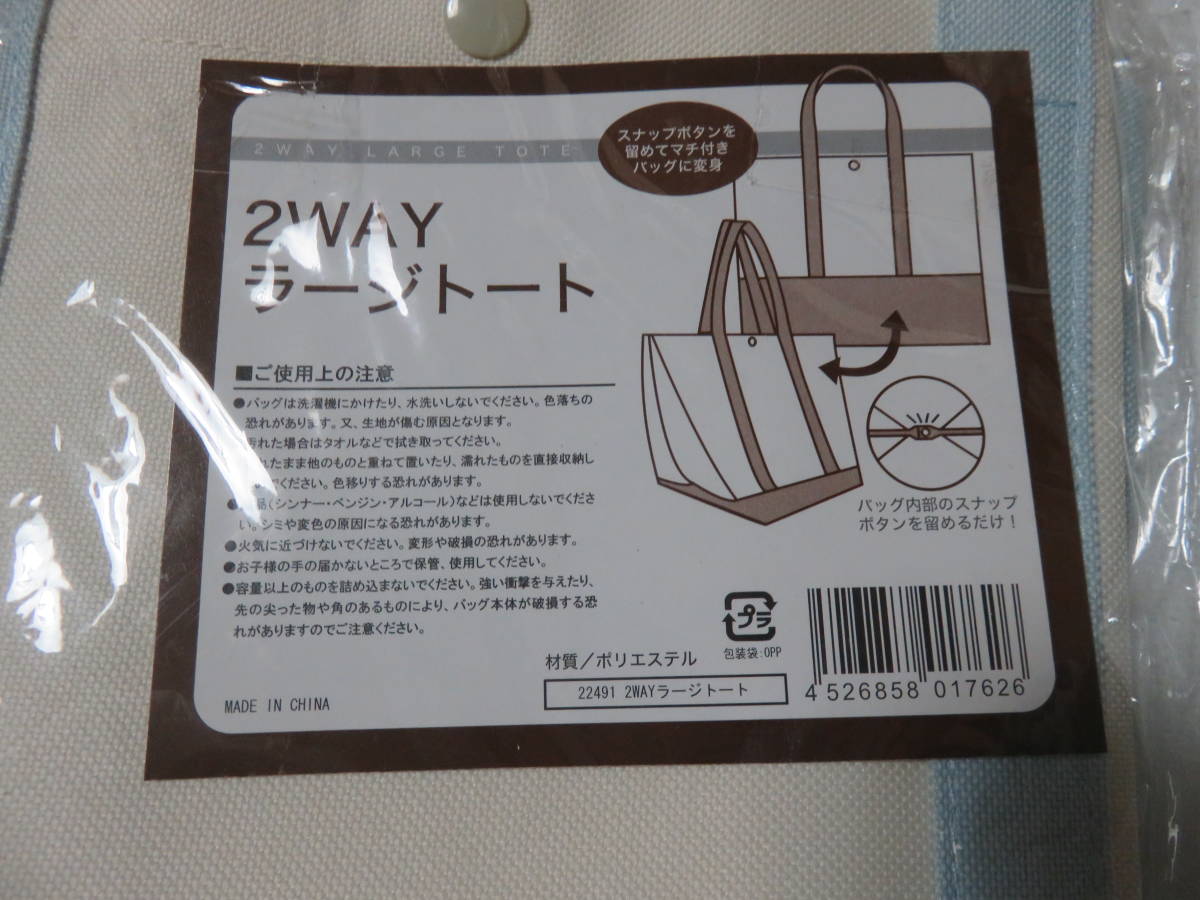 2WAY LARGE TOTE
スナップボタンを
留めてマチ付き
バッグに変身
2WAY
ラージトート
■ご使用上の注意
●バッグは洗濯機にかけたり、水洗いしないでください。色落ちの
恐れがあります。又、生地が傷む原因となります。
汚れた場合はタオルなどで拭き取ってください。
れたまま他のものと重ねて置いたり、濡れたものを直接収納し
でください。色移りする恐れがあります。
●品(シンナー・ベンジン・アルコール)などは使用しないでくださ
い。シミや変色の原因になる恐れがあります。
●火気に近づけないでください。変形や破損の恐れがあります。
●お子様の手の届かないところで保管、使用してください。
●容量以上のものを詰め込まないでください。強い衝撃を与えたり、
先の尖った物や角のあるものにより、バッグ本体が破損する恐
れがありますのでご注意ください。
バッグ内部のスナップ
ボタンを留めるだけ!
プラ
包装袋:OPP
材質/ポリエステル
22491 2WAYラージトート
MADE IN CHINA
4 526858 017626